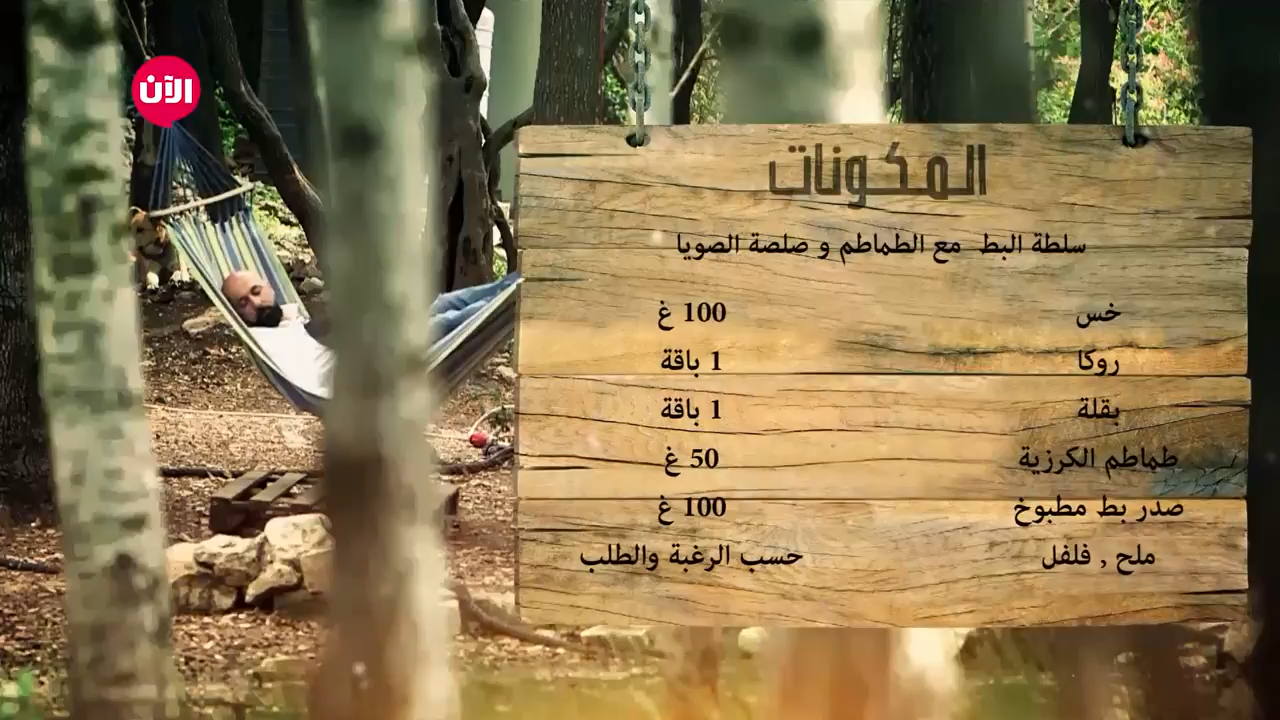 الآن
المكونات
سلطة البط مع الطماطم و صلصة الصويا
خس 100 غ
روكا 1 باقة
بقلة 1 باقة
طماطم الكرزية 50 غ
صدر بط مطبوخ 100 غ
ملح , فلفل حسب الرغبة والطلب